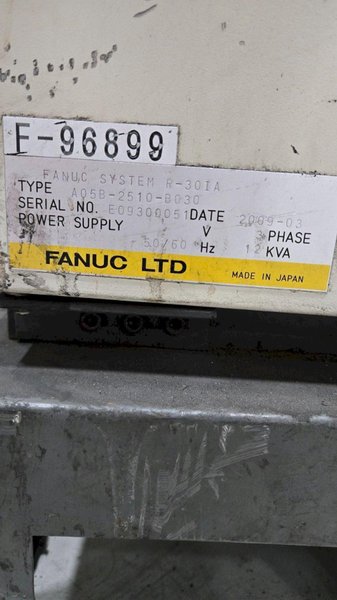 F-96899
FANUC SYSTEM R-30IA
TYPE A05B-2510-B030
SERIAL NO. E09300051 DATE 2009-03
POWER SUPPLY V 3 PHASE
50/60 Hz 12 KVA
FANUC LTD MADE IN JAPAN